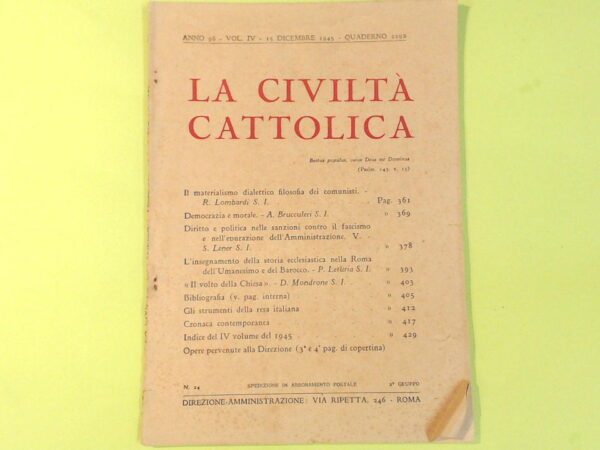 ANNO 96 - VOL. IV - 15 DICEMBRE 1945 - QUADERNO 2292
LA CIVILTÀ
CATTOLICA
Beatus populus, cuius Deus est Dominus
(Psalm. 143, v. 15)
Il materialismo dialettico filosofia dei comunisti. -
R. Lombardi S. I. Pag. 361
Democrazia e morale. - A. Brucculeri S. I. » 369
Diritto e politica nelle sanzioni contro il fascismo
e nell'epurazione dell'Amministrazione. V. -
S. Lener S. I. » 378
L'insegnamento della storia ecclesiastica nella Roma
dell'Umanesimo e del Barocco. - P. Leturia S. I. » 393
« Il volto della Chiesa ». - D. Mondrone S. I » 403
Bibliografia (v. pag. interna) » 405
Gli strumenti della resa italiana » 412
Cronaca contemporanea » 417
Indice del IV volume del 1945 » 429
Opere pervenute alla Direzione (3ª e 4ª pag. di copertina)
N. 24 SPEDIZIONE IN ABBONAMENTO POSTALE 2º GRUPPO
DIREZIONE-AMMINISTRAZIONE: VIA RIPETTA, 246 - ROMA